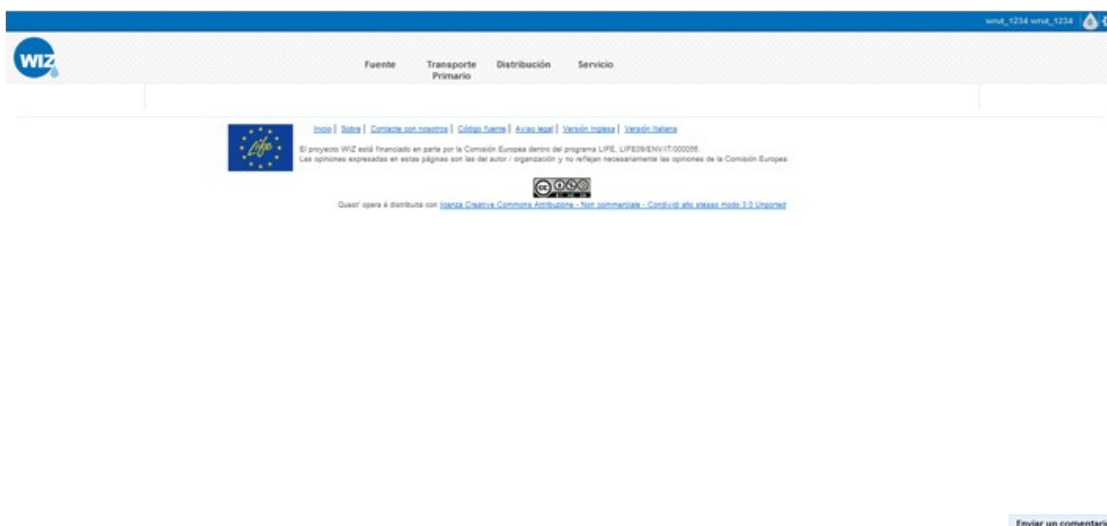 wrut_1234 wrut_1234
WIZ
Fuente Transporte Primario Distribución Servicio
Life
Inicio | Sobre | Contacte con nosotros | Código fuente | Aviso legal | Versión Inglesa | Versión Italiana
El proyecto WIZ está financiado en parte por la Comisión Europea dentro del programa LIFE, LIFE09/ENV/IT/000056.
Las opiniones expresadas en estas páginas son las del autor / organización y no reflejan necesariamente las opiniones de la Comisión Europea
Quest' opera é distribuita con licenza Creative Commons Attribuzione - Non commerciale - Condividi allo stesso modo 3.0 Unported
Enviar un comentario